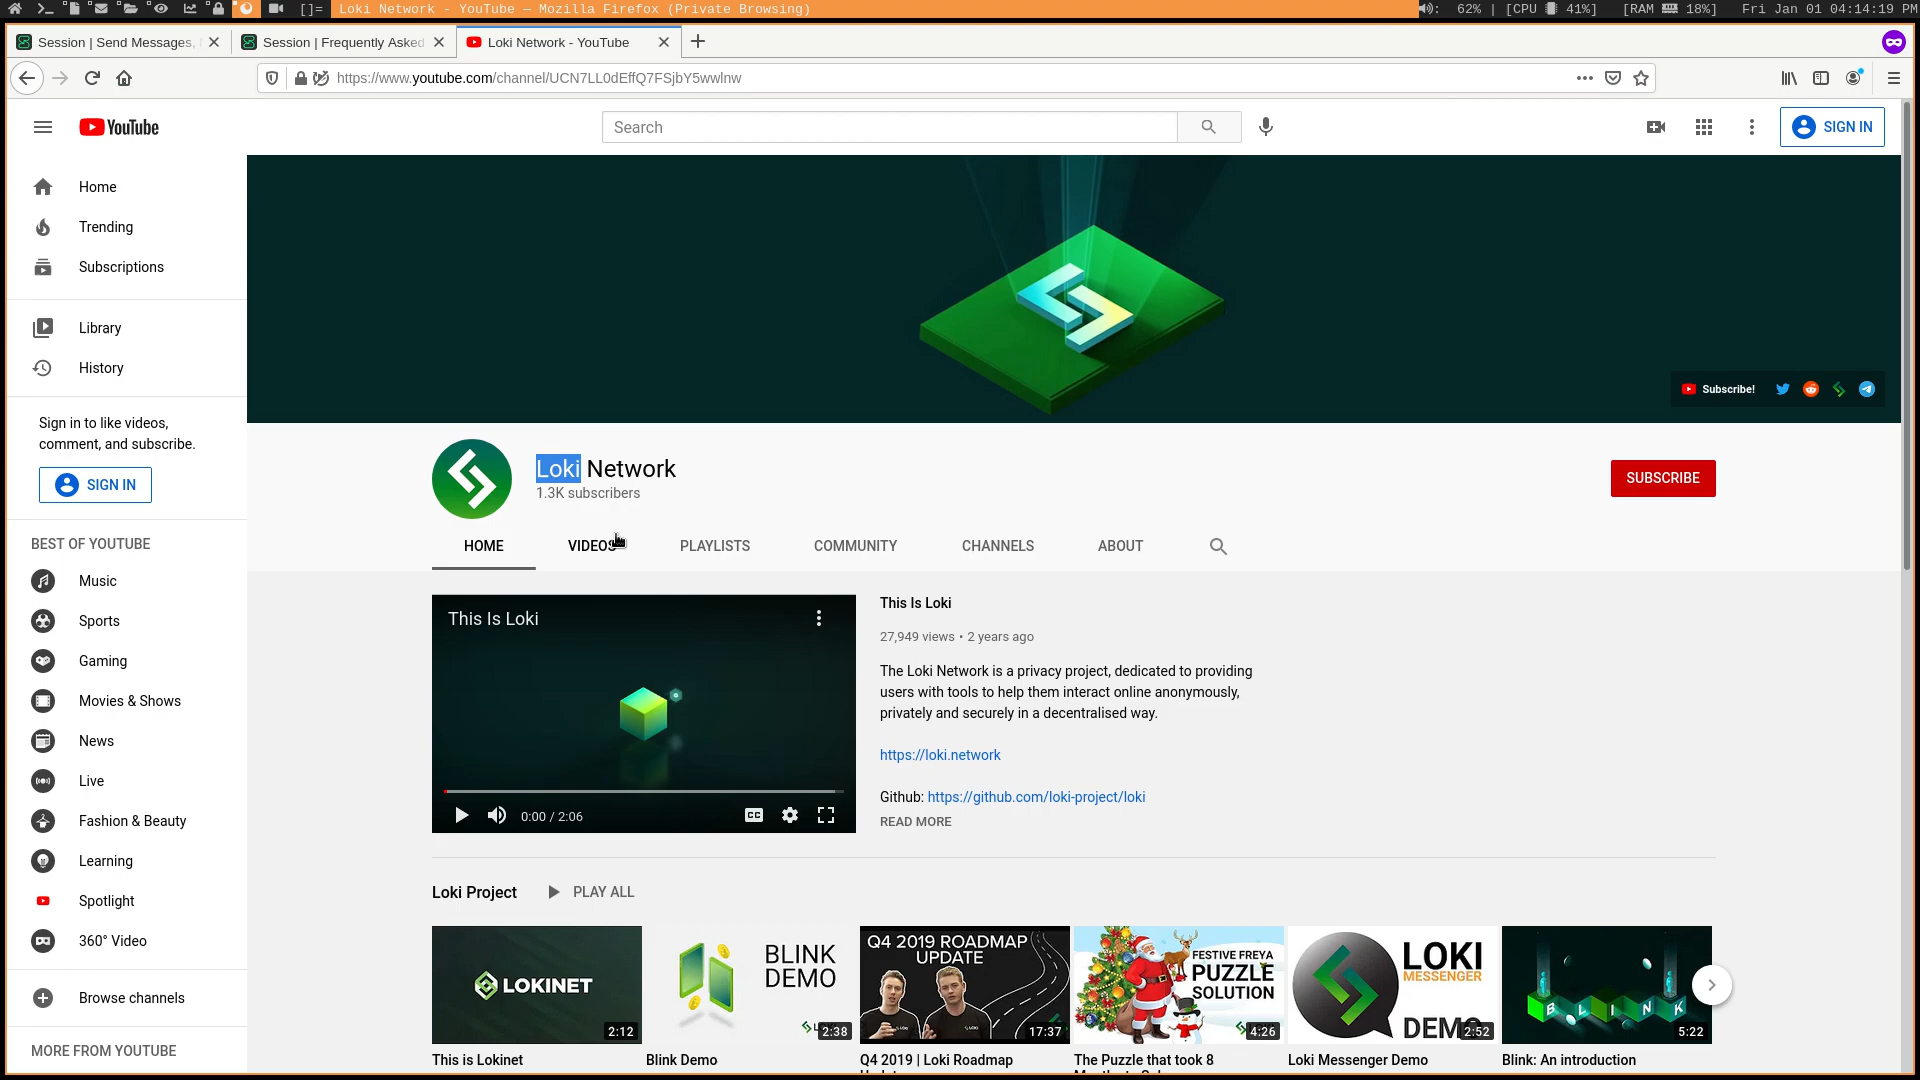 []= Loki Network - YouTube — Mozilla Firefox (Private Browsing) : 62% | [CPU 41%] [RAM 18%] Fri Jan 01 04:14:19 PM
Session | Send Messages, Session | Frequently Asked Loki Network - YouTube
https://www.youtube.com/channel/UCN7LL0dEffQ7FSjbY5wwlnw
YouTube
Search
SIGN IN
Home
Trending
Subscriptions
Library
History
Sign in to like videos,
comment, and subscribe.
SIGN IN
BEST OF YOUTUBE
Music
Sports
Gaming
Movies & Shows
News
Live
Fashion & Beauty
Learning
Spotlight
360° Video
Browse channels
MORE FROM YOUTUBE
Subscribe!
Loki Network
1.3K subscribers
SUBSCRIBE
HOME VIDEOS PLAYLISTS COMMUNITY CHANNELS ABOUT
This Is Loki
0:00 / 2:06
CC
This Is Loki
27,949 views • 2 years ago
The Loki Network is a privacy project, dedicated to providing
users with tools to help them interact online anonymously,
privately and securely in a decentralised way.
https://loki.network
Github: https://github.com/loki-project/loki
READ MORE
Loki Project PLAY ALL
LOKINET
2:12
This is Lokinet
BLINK
DEMO
2:38
Blink Demo
Q4 2019 ROADMAP
UPDATE
17:37
Q4 2019 | Loki Roadmap
FESTIVE FREYA
PUZZLE
SOLUTION
4:26
The Puzzle that took 8
LOKI
MESSENGER
DEMO
2:52
Loki Messenger Demo
BLINK
5:22
Blink: An introduction